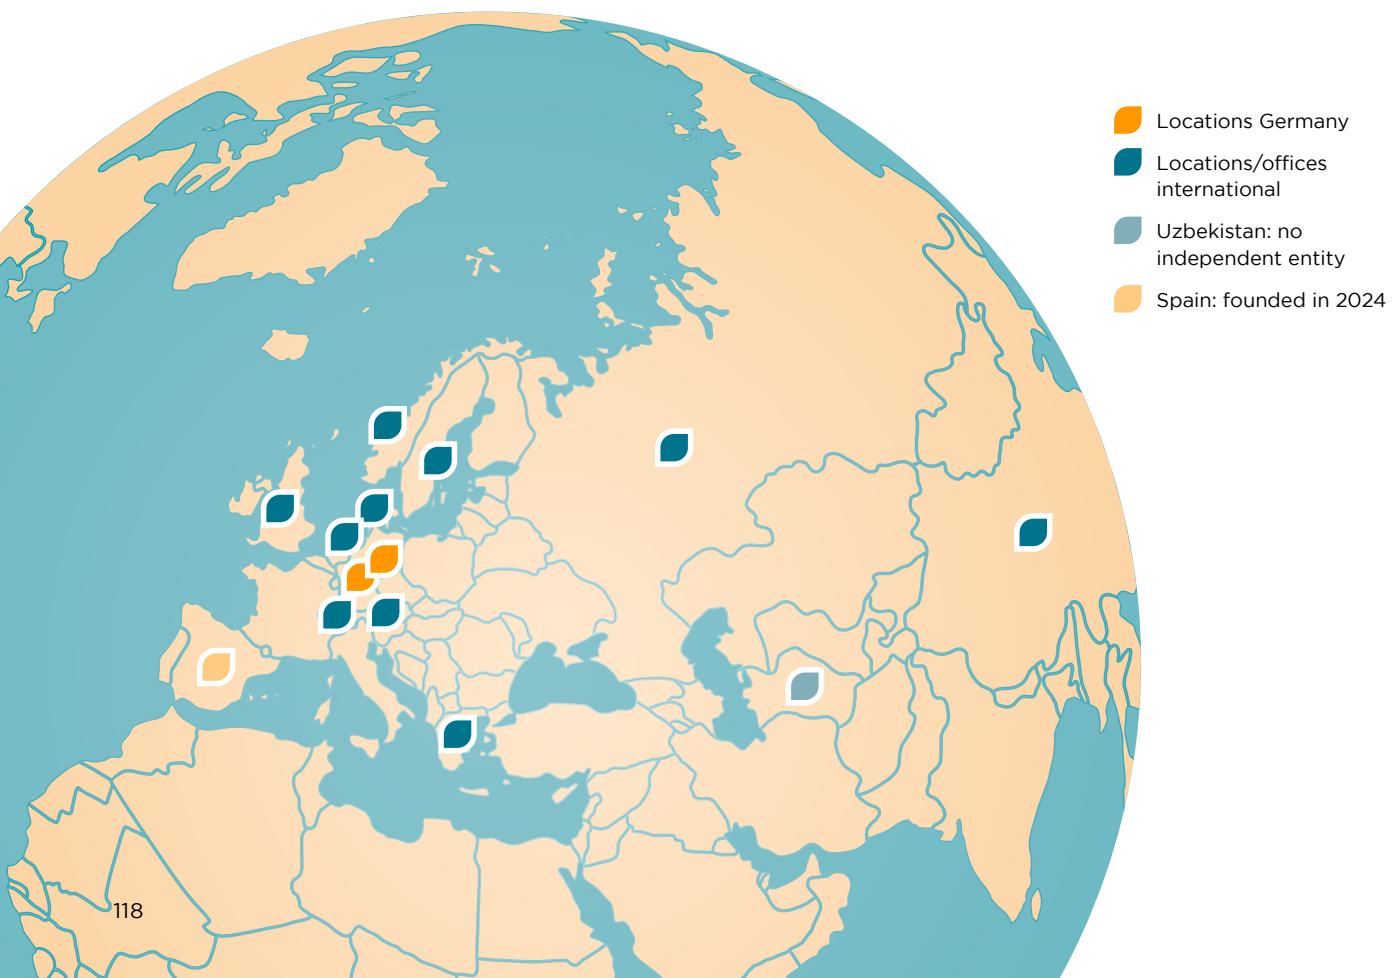 Locations Germany
Locations/offices
international
Uzbekistan: no
independent entity
Spain: founded in 2024
118